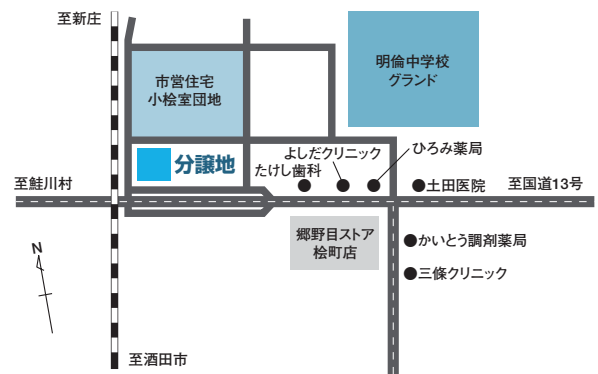 至新庄
市営住宅
小桧室団地
明倫中学校
グランド
分譲地
よしだクリニック
ひろみ薬局
たけし歯科
土田医院
至鮭川村
至国道13号
郷野目ストア
桧町店
かいとう調剤薬局
三條クリニック
N
至酒田市